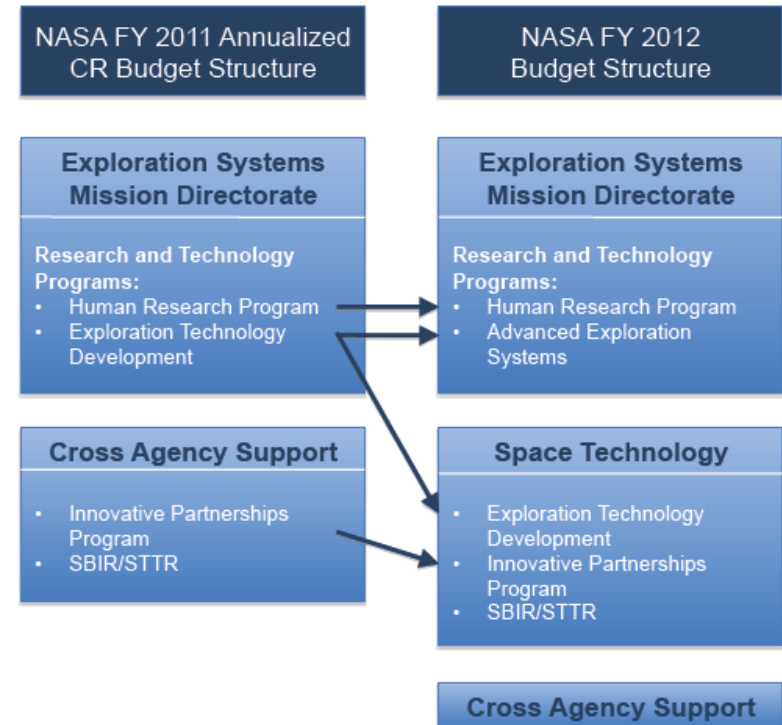 NASA FY 2011 Annualized
CR Budget Structure
Exploration Systems
Mission Directorate
Research and Technology
Programs:
• Human Research Program
• Exploration Technology
Development
Cross Agency Support
• Innovative Partnerships
Program
• SBIR/STTR
NASA FY 2012
Budget Structure
Exploration Systems
Mission Directorate
Research and Technology
Programs:
• Human Research Program
• Advanced Exploration
Systems
Space Technology
• Exploration Technology
Development
• Innovative Partnerships
Program
• SBIR/STTR
Cross Agency Support